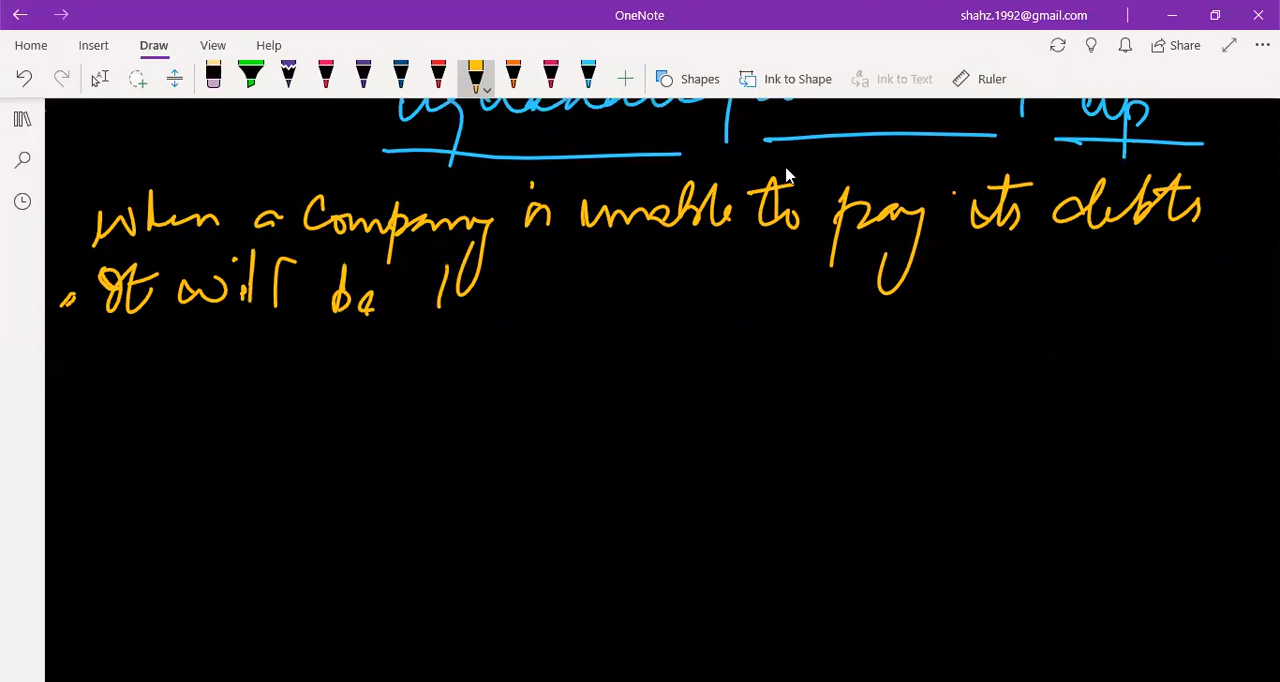 OneNote
shahz.1992@gmail.com
Home Insert Draw View Help
Share
Shapes Ink to Shape Ink to Text Ruler
up
When a Company is unable to pay its debts
It will be